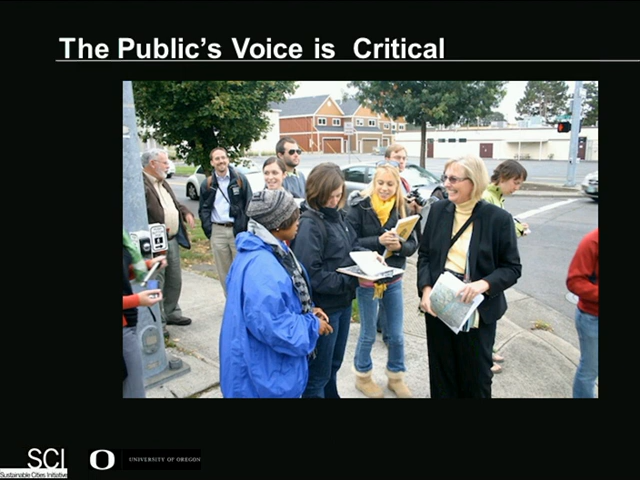 The Public's Voice is Critical
SCI
Sustainable Cities Initiative
O
UNIVERSITY OF OREGON